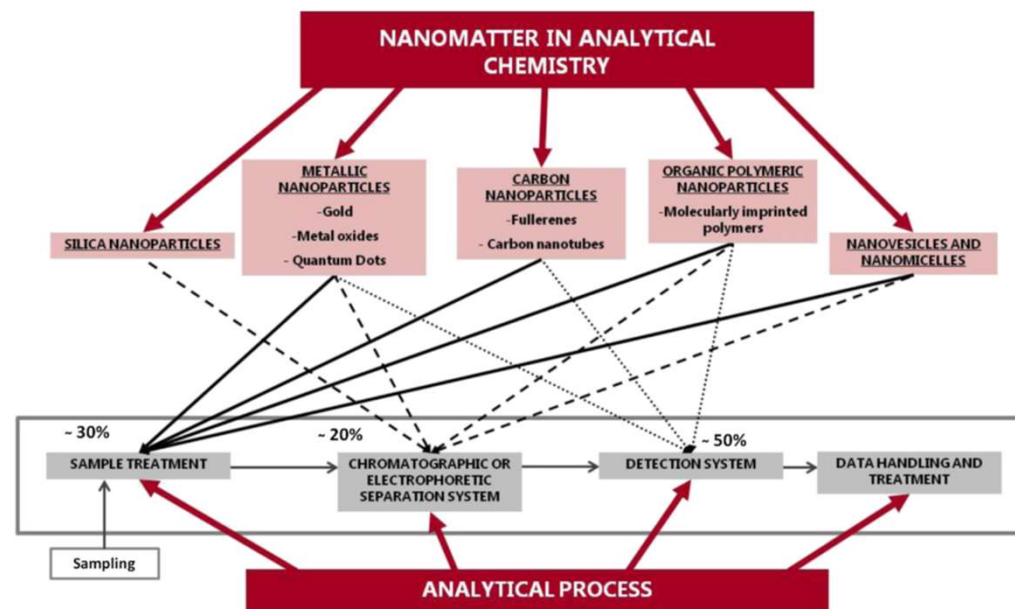 NANOMATTER IN ANALYTICAL
CHEMISTRY
METALLIC
NANOPARTICLES
-Gold
-Metal oxides
- Quantum Dots
CARBON
NANOPARTICLES
-Fullerenes
- Carbon nanotubes
ORGANIC POLYMERIC
NANOPARTICLES
-Molecularly imprinted
polymers
SILICA NANOPARTICLES
NANOVESICLES AND
NANOMICELLES
~ 30%
~ 20%
~ 50%
SAMPLE TREATMENT
CHROMATOGRAPHIC OR
ELECTROPHORETIC
SEPARATION SYSTEM
DETECTION SYSTEM
DATA HANDLING AND
TREATMENT
Sampling
ANALYTICAL PROCESS